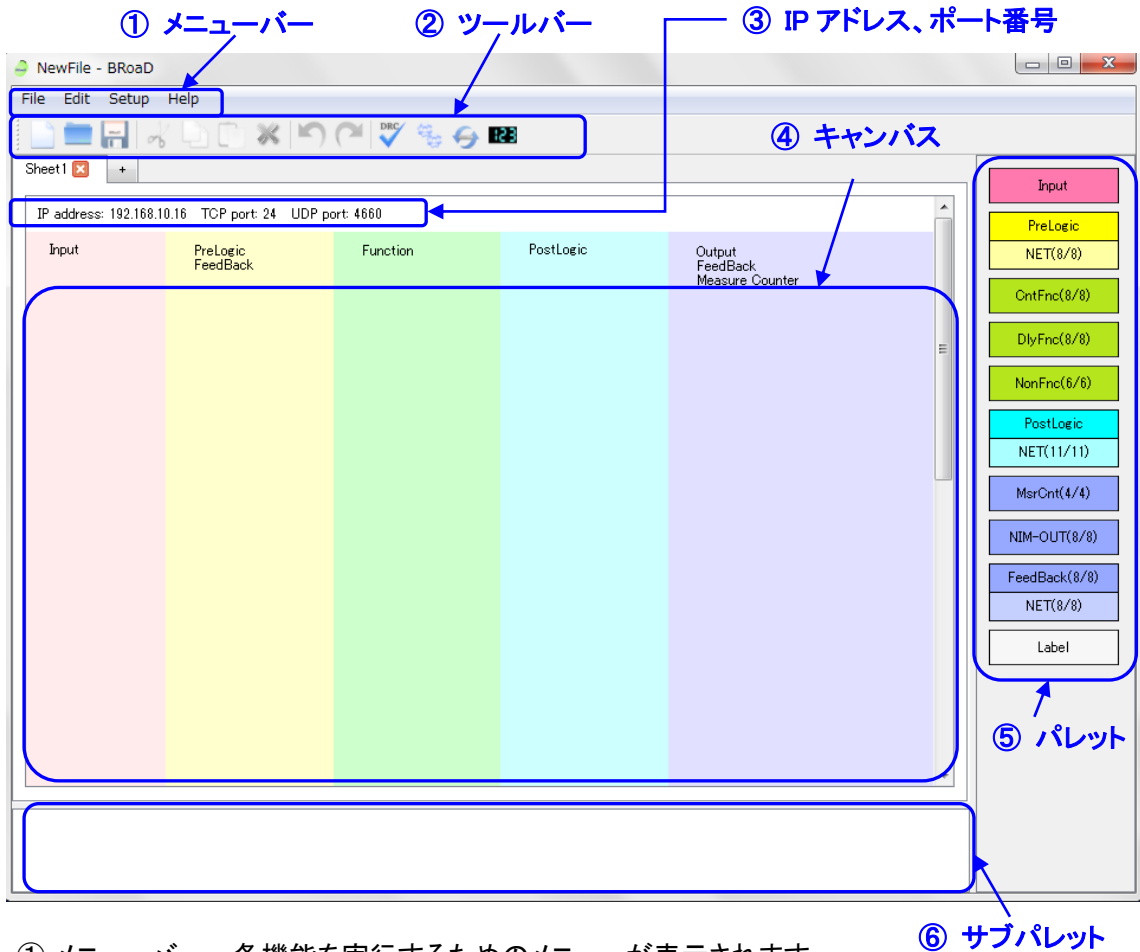 ① メニューバー ② ツールバー ③ IP アドレス、ポート番号
NewFile - BRoaD
File Edit Setup Help
DRC 123
④ キャンバス
Sheet1 +
IP address: 192.168.10.16 TCP port: 24 UDP port: 4660
Input PreLogic Function PostLogic Output
FeedBack FeedBack
Measure Counter
Input
PreLogic
NET(8/8)
CntFnc(8/8)
DlyFnc(8/8)
NonFnc(6/6)
PostLogic
NET(11/11)
MsrCnt(4/4)
NIM-OUT(8/8)
FeedBack(8/8)
NET(8/8)
Label
⑤ パレット
⑥ サブパレット